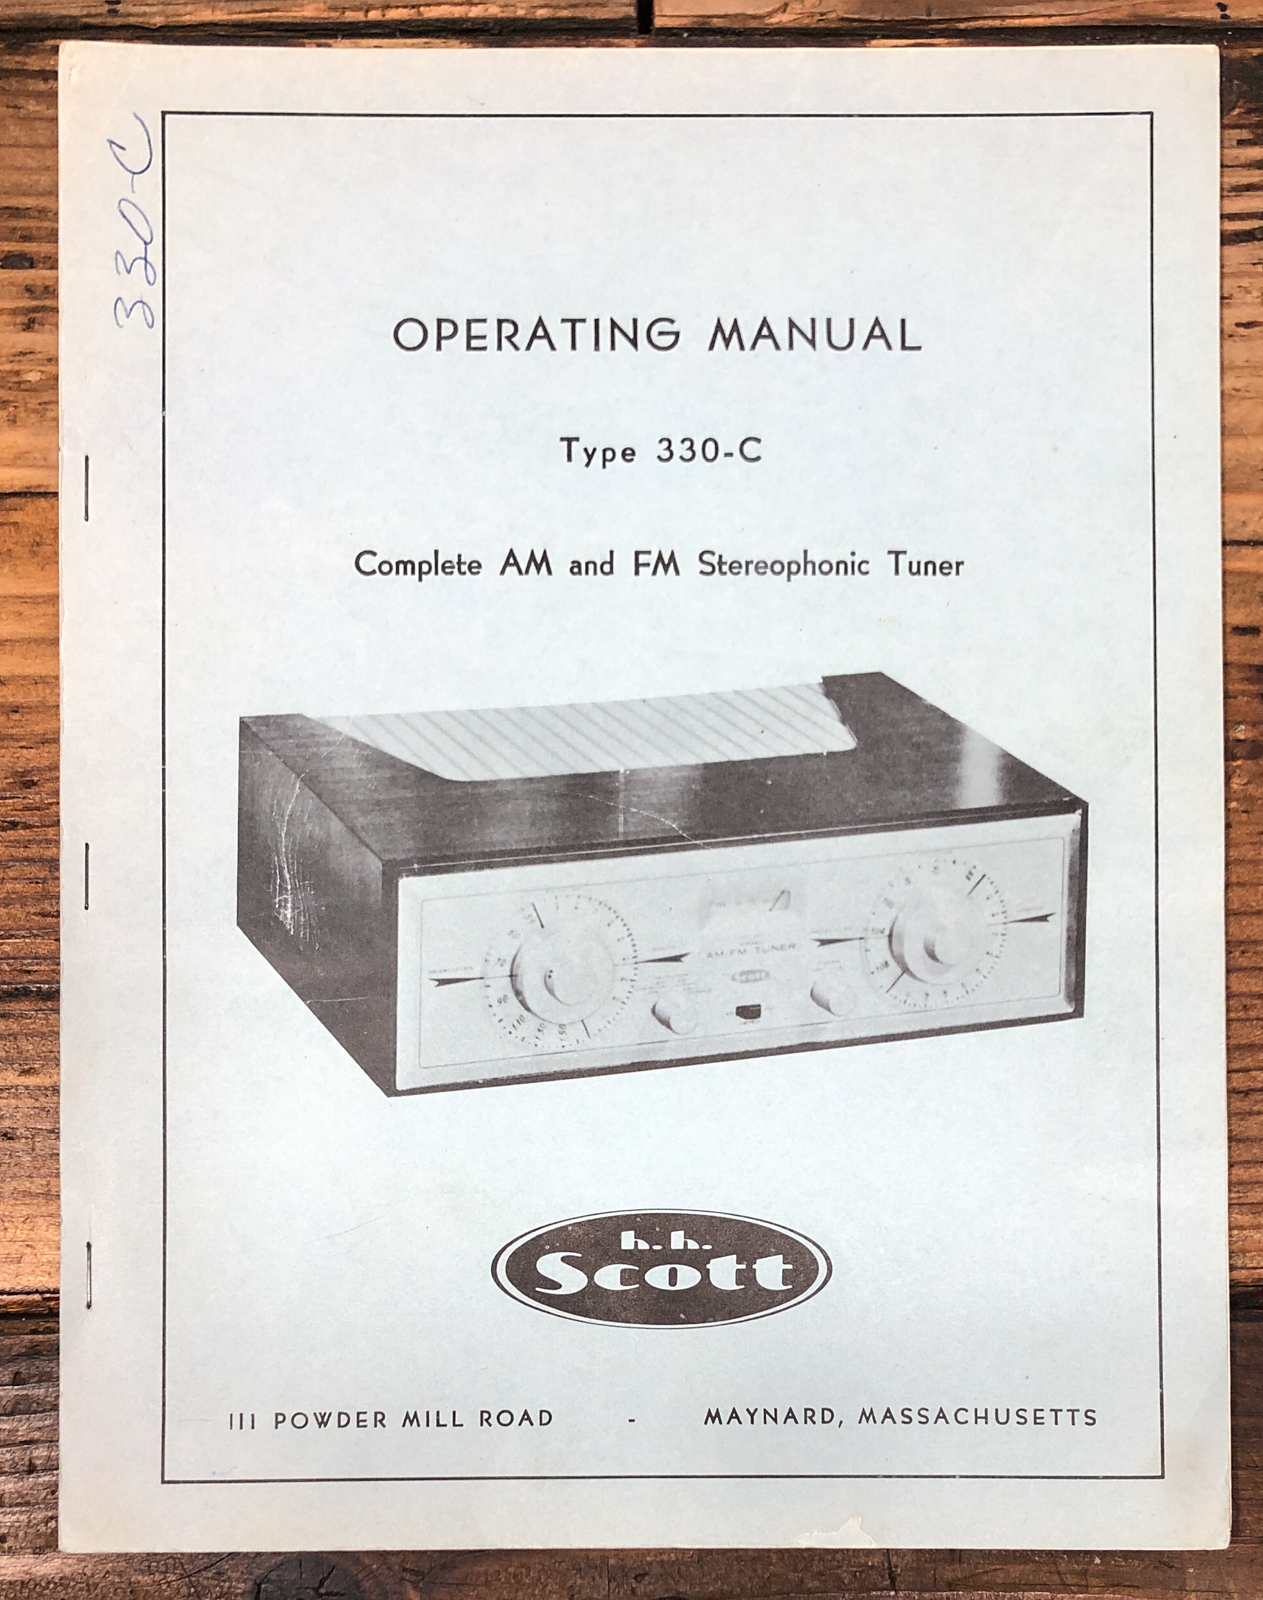 330-C
OPERATING MANUAL
Type 330-C
Complete AM and FM Stereophonic Tuner
AM-FM TUNER
Scott
h.h.
Scott
111 POWDER MILL ROAD - MAYNARD, MASSACHUSETTS